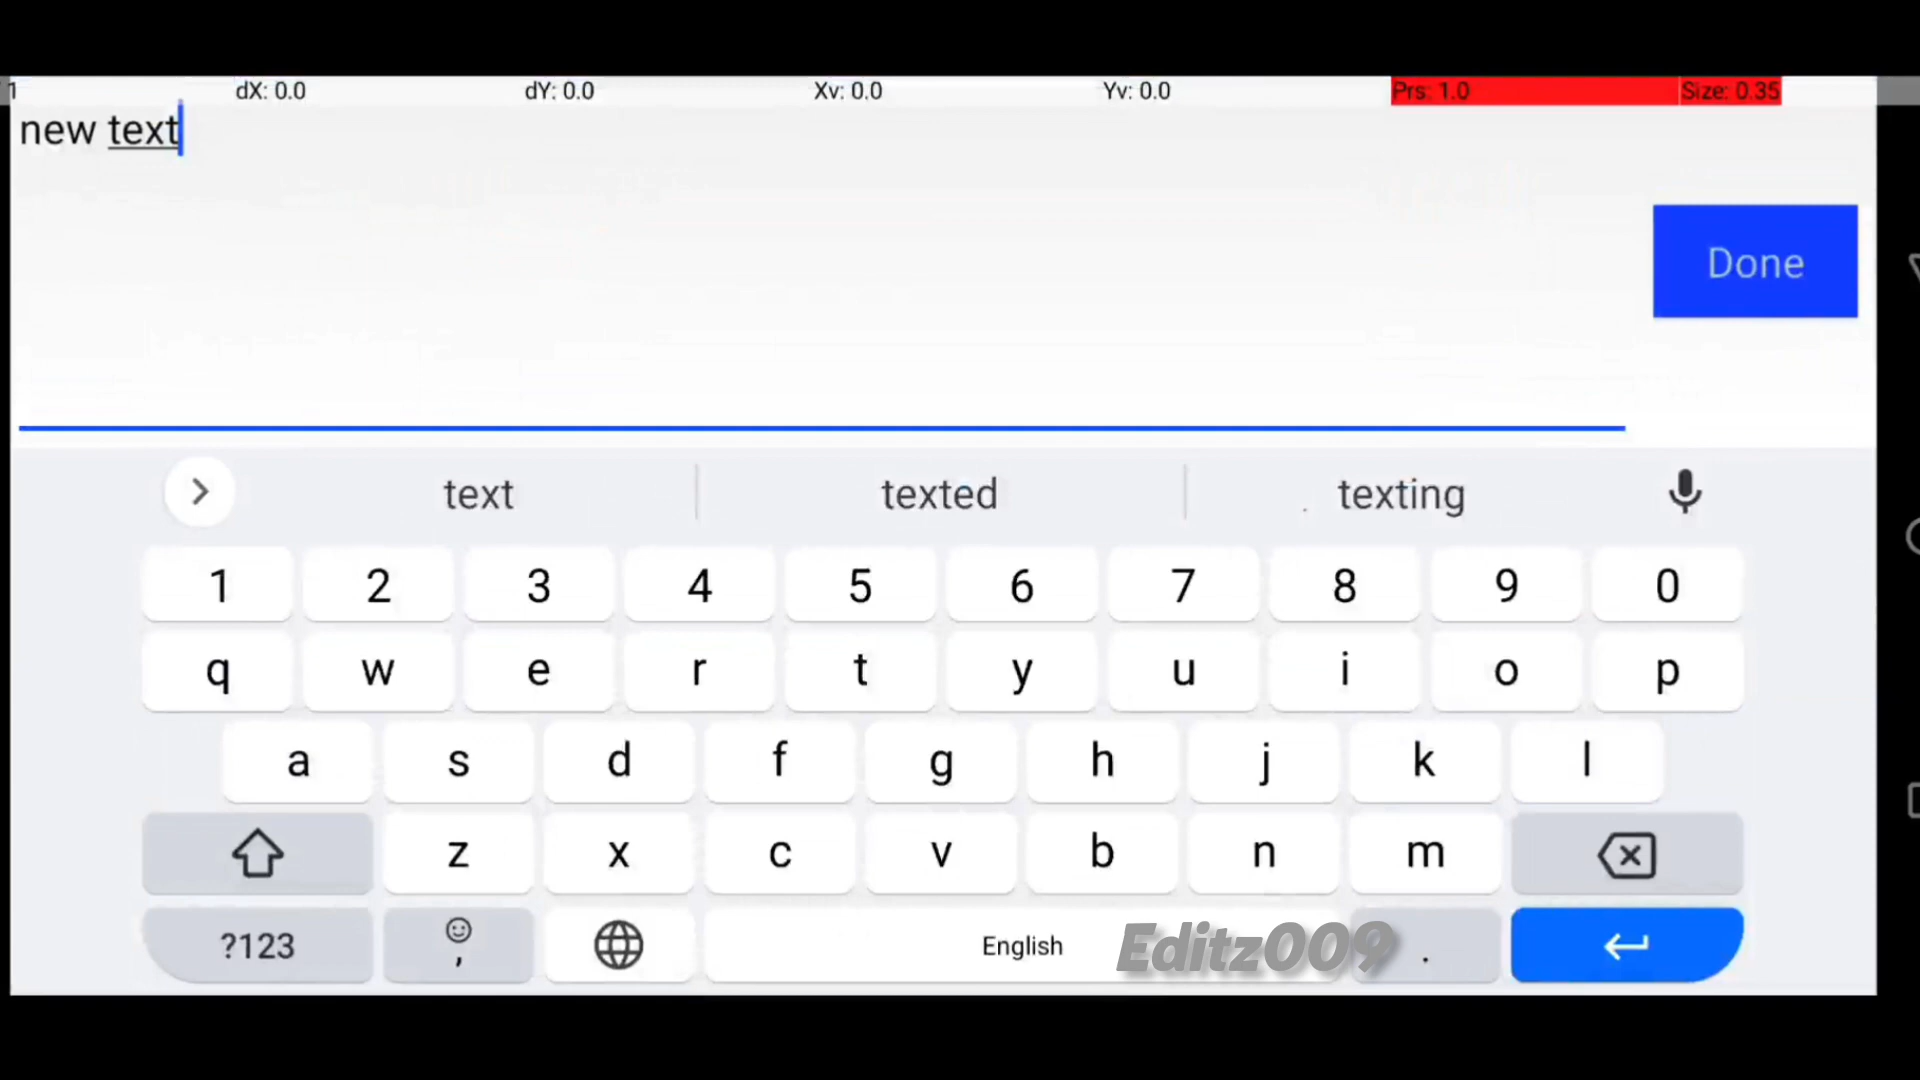 1 dX: 0.0 dY: 0.0 Xv: 0.0 Yv: 0.0 Prs: 1.0 Size: 0.35
new text
Done
text texted texting
1 2 3 4 5 6 7 8 9 0
q w e r t y u i o p
a s d f g h j k l
z x c v b n m
?123 , English Editz009 .